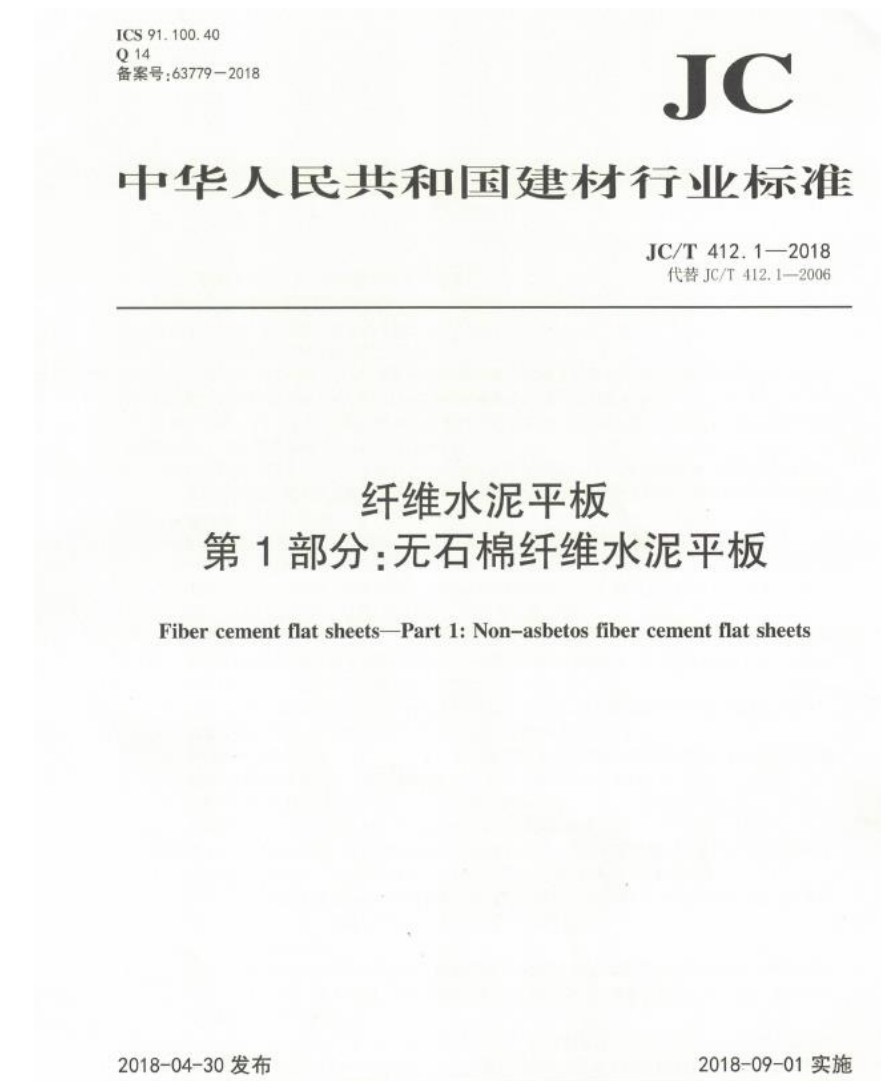 ICS 91.100.40
Q 14
备案号:63779-2018
JC
中华人民共和国建材行业标准
JC/T 412.1—2018
代替 JC/T 412.1—2006
纤维水泥平板
第 1 部分:无石棉纤维水泥平板
Fiber cement flat sheets—Part 1: Non-asbetos fiber cement flat sheets
2018-04-30 发布
2018-09-01 实施